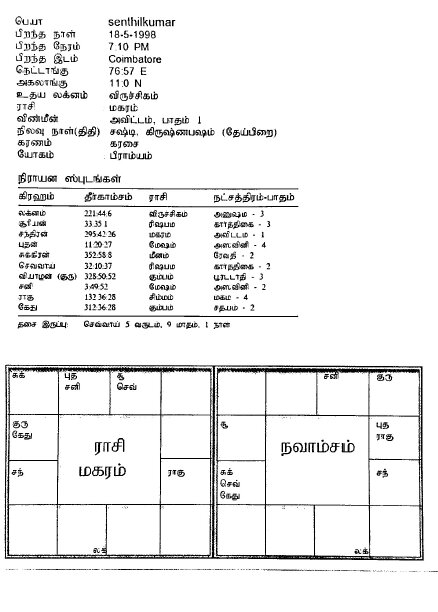 பெயர் senthilkumar
பிறந்த நாள் 18-5-1998
பிறந்த நேரம் 7.10 PM
பிறந்த இடம் Coimbatore
நெட்டாங்கு 76:57 E
அகலாங்கு 11:0 N
உதய லக்னம் விருச்சிகம்
ராசி மகரம்
விண்மீன் அவிட்டம், பாதம் 1
நிலவு நாள்(திதி) சஷ்டி, கிருஷ்ணபஷம் (தேய்பிறை)
கரணம் கரசை
யோகம் பிராம்யம்
நிராயன ஸ்புடங்கள்
கிரஹம் தீர்காம்சம் ராசி நட்சத்திரம்-பாதம்
லக்னம் 221:44:6 விருச்சிகம் அனுஷம் - 3
சூரியன் 33:35:1 ரிஷபம் கார்த்திகை - 3
சந்திரன் 295:42:26 மகரம் அவிட்டம் - 1
புதன் 11:20:27 மேஷம் அஸ்வினி - 4
சுக்கிரன் 352:58:8 மீனம் ரேவதி - 2
செவ்வாய் 32:10:37 ரிஷபம் கார்த்திகை - 2
வியாழன் (குரு) 328:50:52 கும்பம் பூரட்டாதி - 3
சனி 3:49:52 மேஷம் அஸ்வினி - 2
ராகு 132:36:28 சிம்மம் மகம் - 4
கேது 312:36:28 கும்பம் சதயம் - 2
தசை இருப்பு: செவ்வாய் 5 வருடம், 9 மாதம், 1 நாள்
சுக் புத சூ
சனி செவ்
குரு
கேது
ராசி
மகரம்
சந் ராகு
லக்
சனி குரு
சூ புத
ராகு
நவாம்சம்
சுக்
செவ்
கேது
லக்